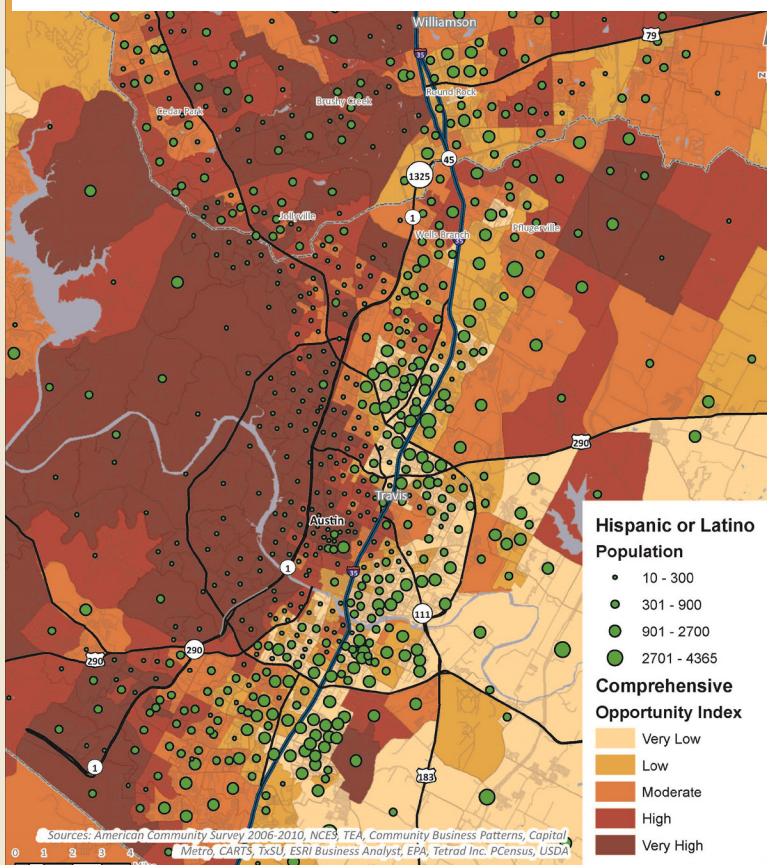 Williamson
79
35
N
Round Rock
Brushy Creek
Cedar Park
45
1325
1
Jollyville
Pflugerville
Wells Branch
35
290
Travis
Austin
Hispanic or Latino
Population
10 - 300
301 - 900
901 - 2700
2701 - 4365
Comprehensive
Opportunity Index
Very Low
Low
Moderate
High
Very High
1
35
111
290
290
1
183
Sources: American Community Survey 2006-2010, NCES, TEA, Community Business Patterns, Capital
Metro, CARTS, TxSU, ESRI Business Analyst, EPA, Tetrad Inc. PCensus, USDA
0 1 2 3 4